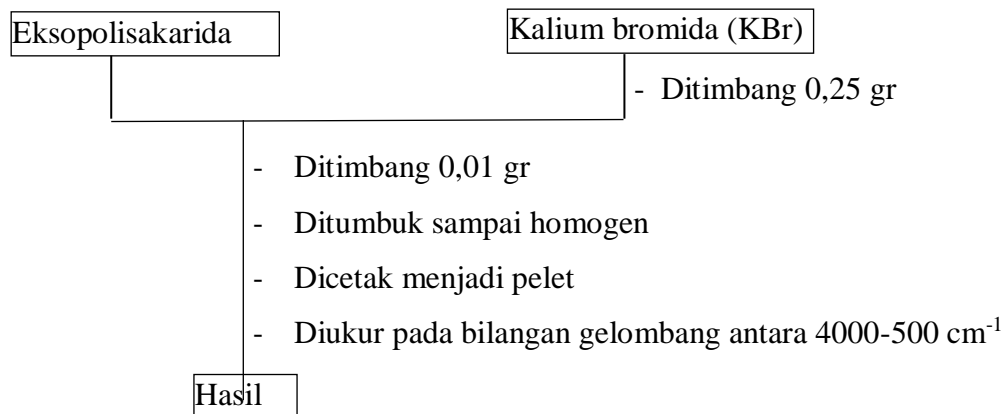 Eksopolisakarida
Kalium bromida (KBr)
- Ditimbang 0,25 gr
- Ditimbang 0,01 gr
- Ditumbuk sampai homogen
- Dicetak menjadi pelet
- Diukur pada bilangan gelombang antara 4000-500 cm⁻¹
Hasil